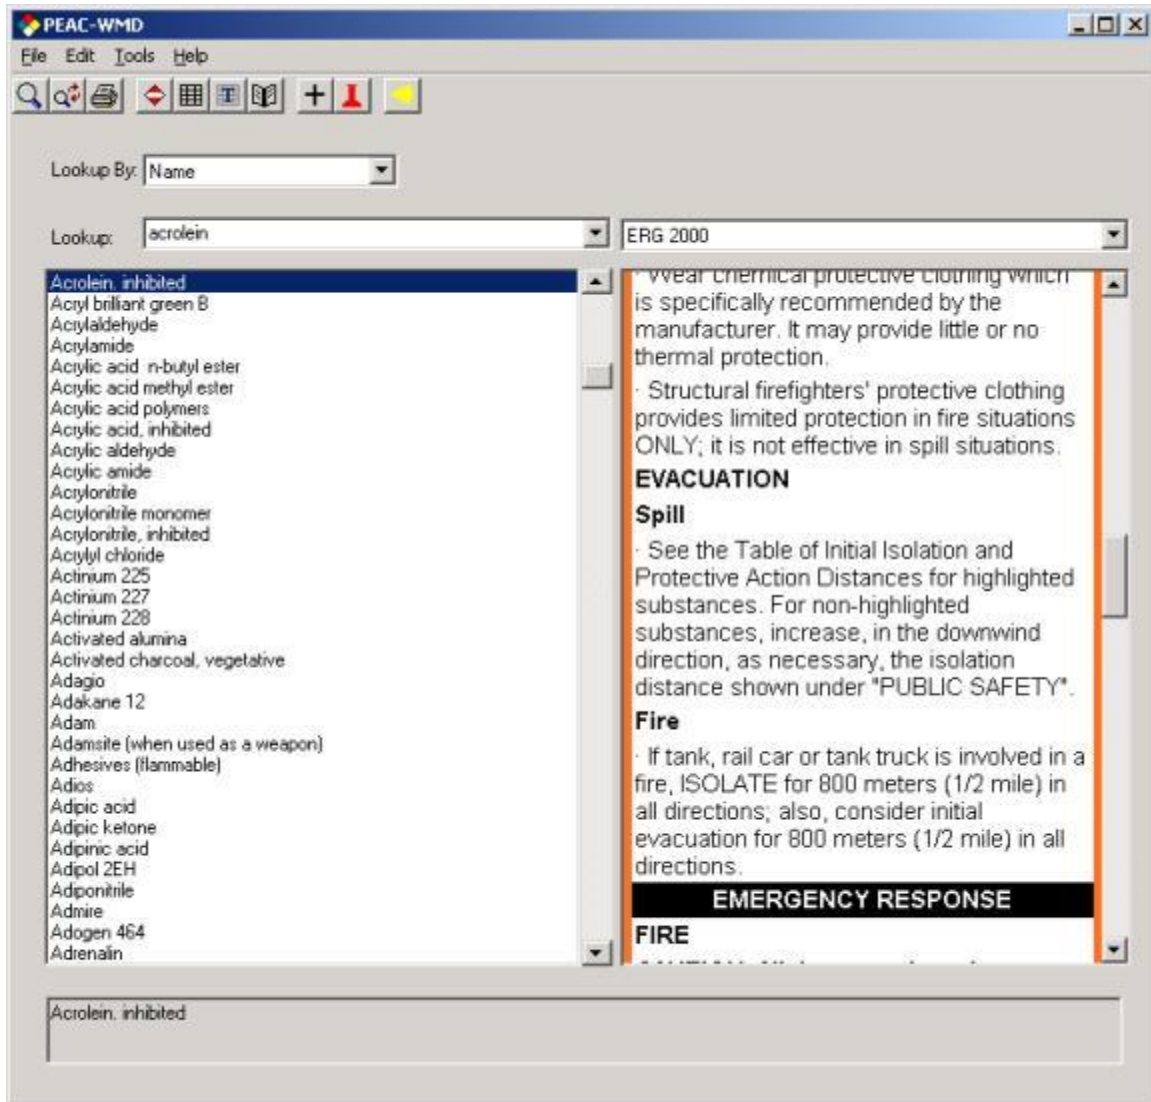 PEAC-WMD
File Edit Tools Help
Lookup By: Name
Lookup: acrolein
ERG 2000
Acrolein, inhibited
Acryl brilliant green B
Acrylaldehyde
Acrylamide
Acrylic acid n-butyl ester
Acrylic acid methyl ester
Acrylic acid polymers
Acrylic acid, inhibited
Acrylic aldehyde
Acrylic amide
Acrylonitrile
Acrylonitrile monomer
Acrylonitrile, inhibited
Acrylyl chloride
Actinium 225
Actinium 227
Actinium 228
Activated alumina
Activated charcoal, vegetative
Adagio
Adakane 12
Adam
Adamsite (when used as a weapon)
Adhesives (flammable)
Adios
Adipic acid
Adipic ketone
Adipinic acid
Adipol 2EH
Adiponitrile
Admire
Adogen 464
Adrenalin
· Wear chemical protective clothing which
is specifically recommended by the
manufacturer. It may provide little or no
thermal protection.
· Structural firefighters' protective clothing
provides limited protection in fire situations
ONLY; it is not effective in spill situations.
EVACUATION
Spill
· See the Table of Initial Isolation and
Protective Action Distances for highlighted
substances. For non-highlighted
substances, increase, in the downwind
direction, as necessary, the isolation
distance shown under "PUBLIC SAFETY".
Fire
· If tank, rail car or tank truck is involved in a
fire, ISOLATE for 800 meters (1/2 mile) in
all directions; also, consider initial
evacuation for 800 meters (1/2 mile) in all
directions.
EMERGENCY RESPONSE
FIRE
Acrolein, inhibited